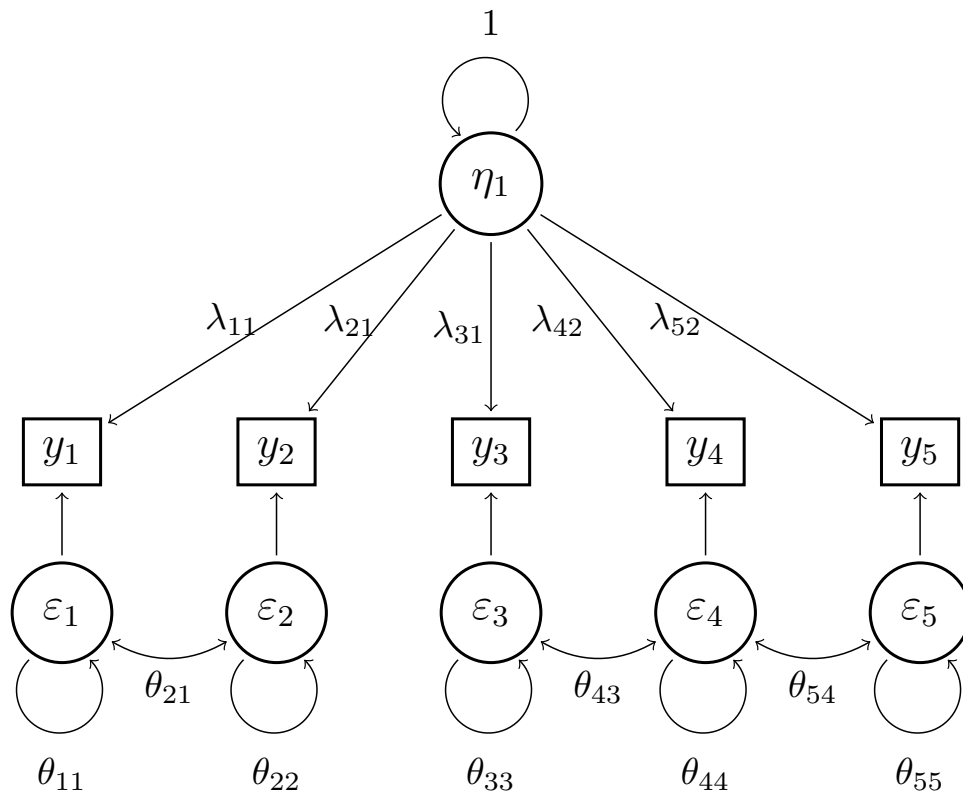 1
η₁
λ₁₁ λ₂₁ λ₃₁ λ₄₂ λ₅₂
y₁ y₂ y₃ y₄ y₅
ε₁ ε₂ ε₃ ε₄ ε₅
θ₂₁ θ₄₃ θ₅₄
θ₁₁ θ₂₂ θ₃₃ θ₄₄ θ₅₅